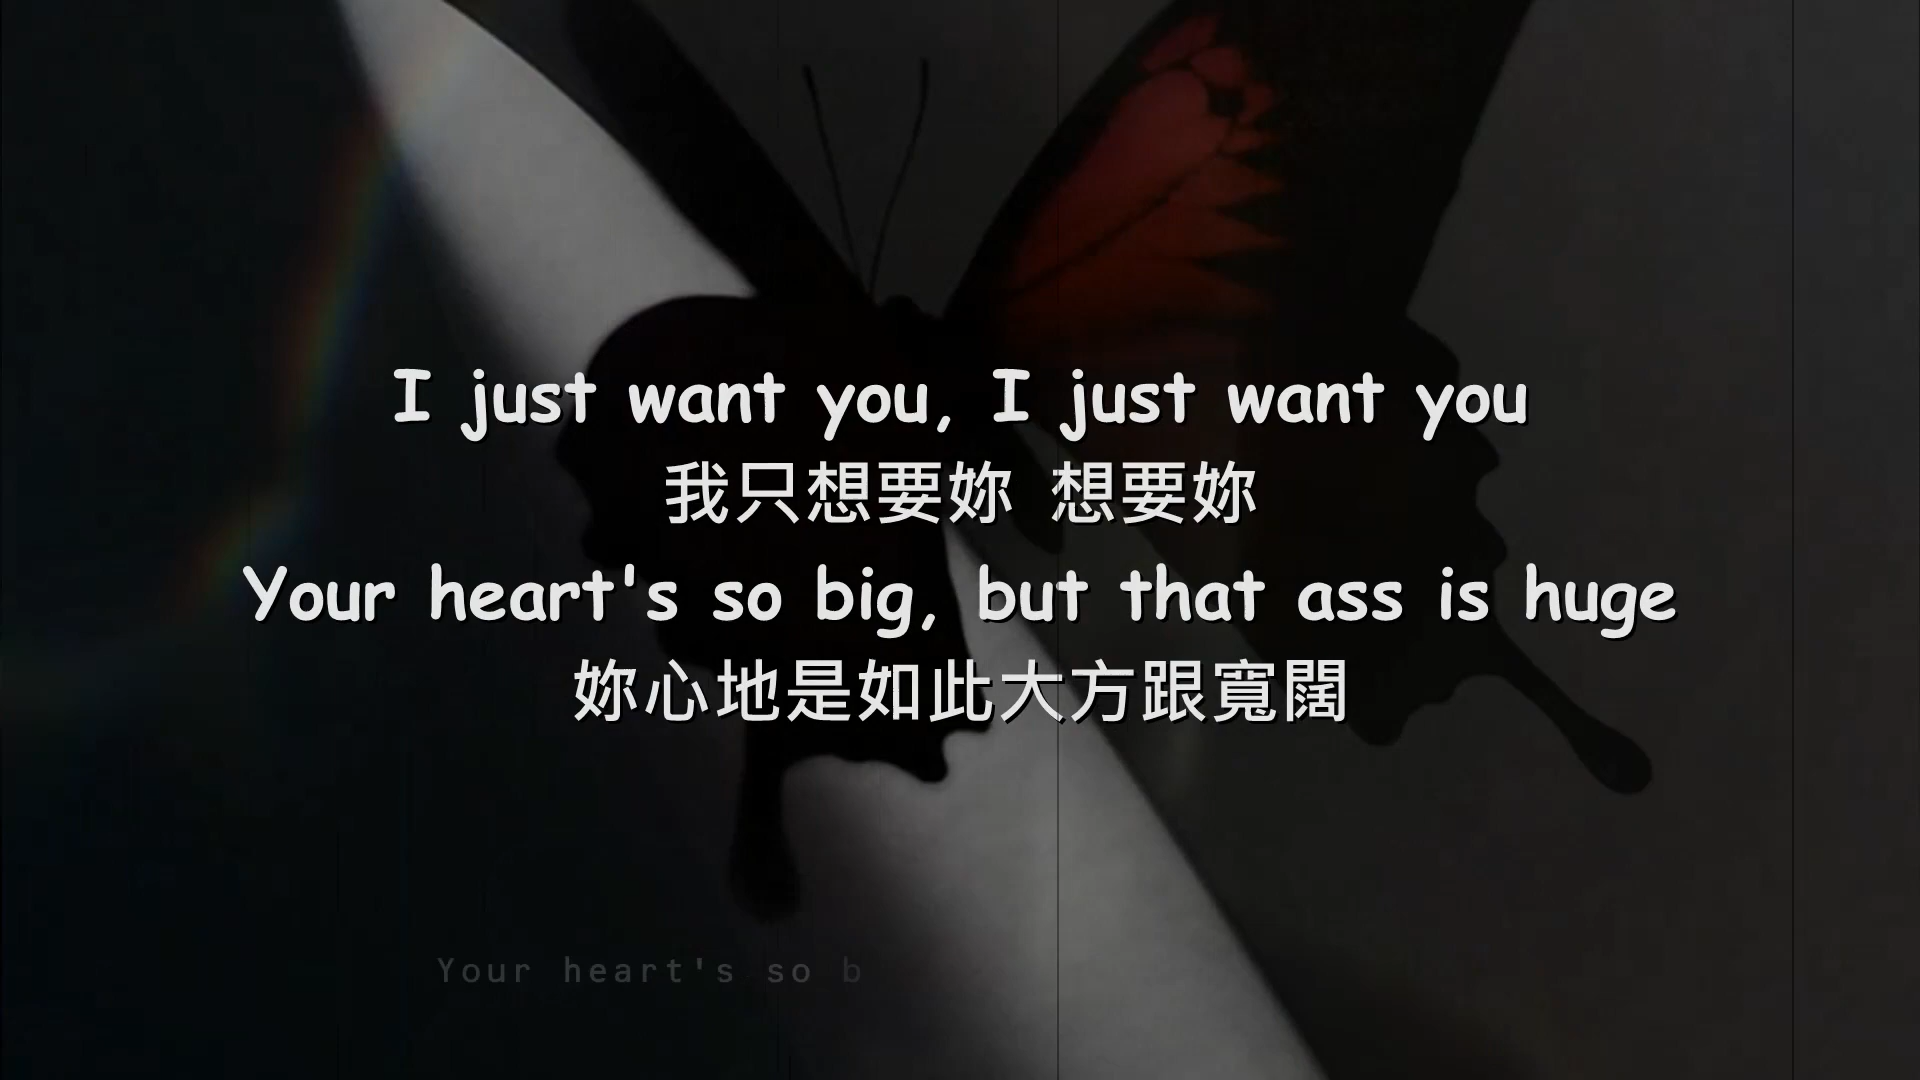 I just want you, I just want you
我只想要妳 想要妳
Your heart's so big, but that ass is huge
妳心地是如此大方跟寬闊
Your heart's so b